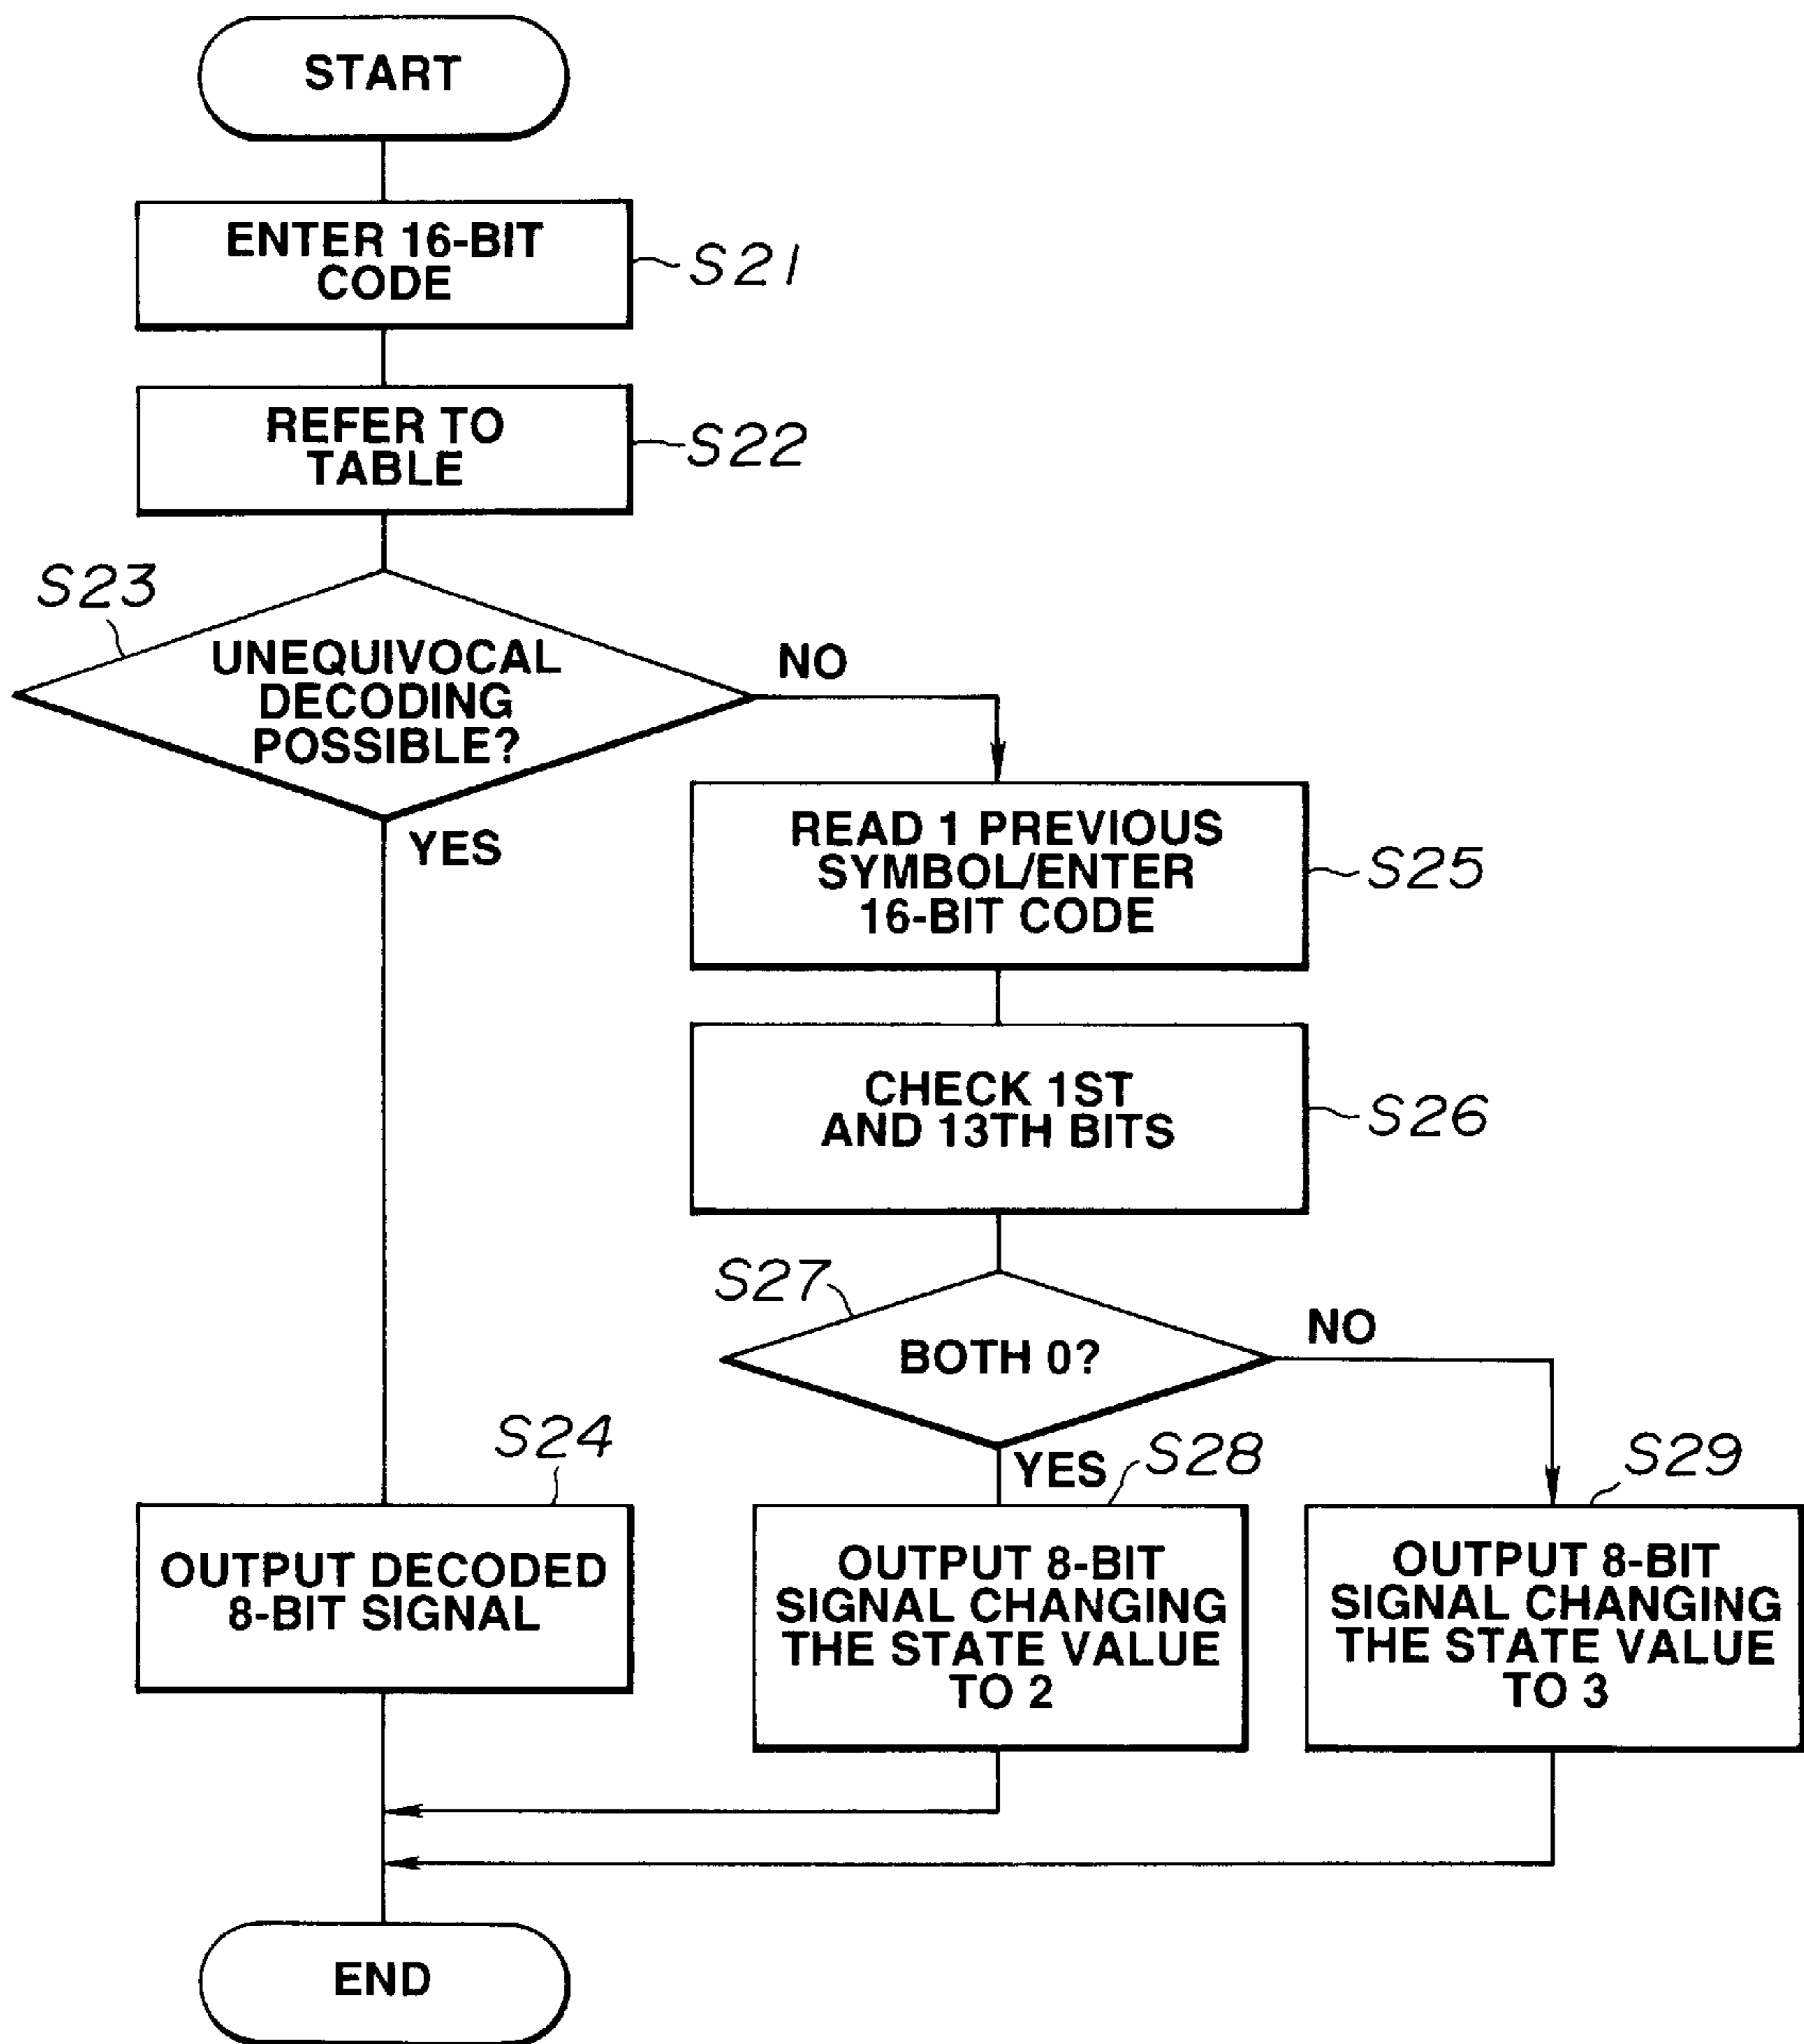 START
ENTER 16-BIT
CODE
S21
REFER TO
TABLE
S22
S23
UNEQUIVOCAL
DECODING
POSSIBLE?
NO
YES
READ 1 PREVIOUS
SYMBOL/ENTER
16-BIT CODE
S25
CHECK 1ST
AND 13TH BITS
S26
S27
BOTH 0?
NO
YES
S24
OUTPUT DECODED
8-BIT SIGNAL
S28
OUTPUT 8-BIT
SIGNAL CHANGING
THE STATE VALUE
TO 2
S29
OUTPUT 8-BIT
SIGNAL CHANGING
THE STATE VALUE
TO 3
END